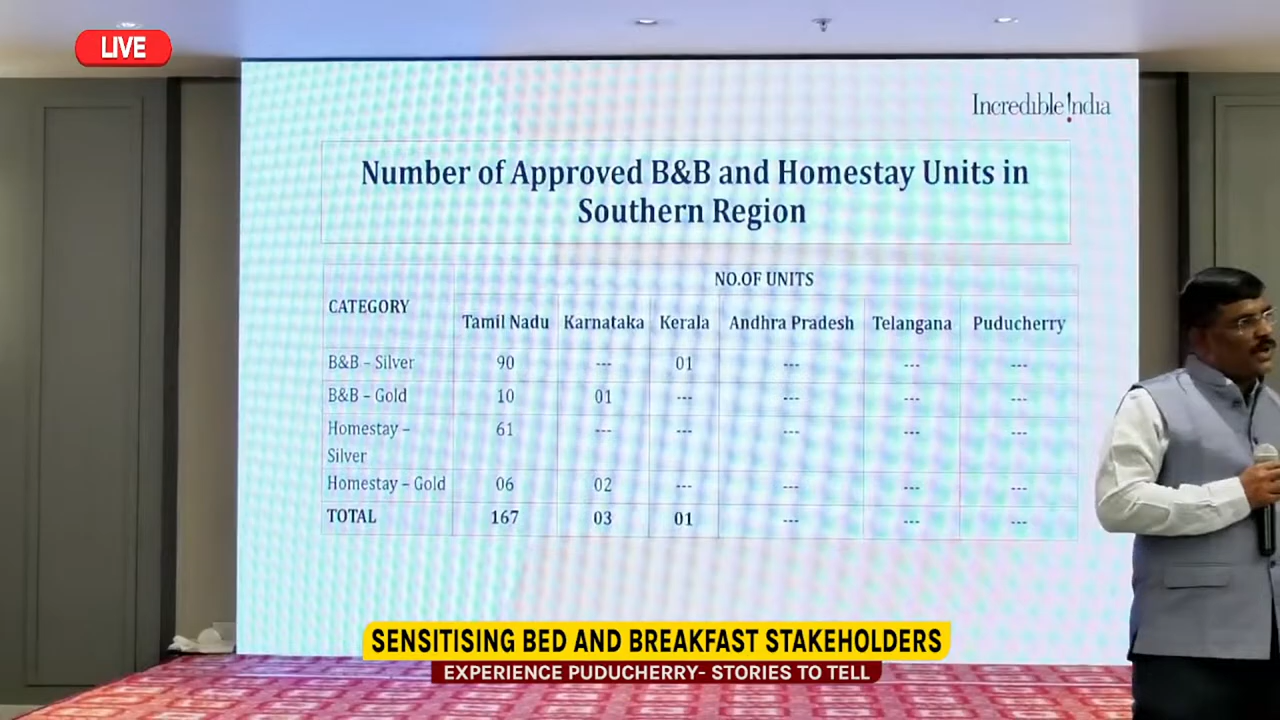 LIVE
Incredible !ndia
Number of Approved B&B and Homestay Units in
Southern Region
CATEGORY
NO.OF UNITS
Tamil Nadu Karnataka Kerala Andhra Pradesh Telangana Puducherry
B&B – Silver 90 --- 01 --- --- ---
B&B – Gold 10 01 --- --- --- ---
Homestay – 61 --- --- --- --- ---
Silver
Homestay – Gold 06 02 --- --- --- ---
TOTAL 167 03 01 --- --- ---
SENSITISING BED AND BREAKFAST STAKEHOLDERS
EXPERIENCE PUDUCHERRY- STORIES TO TELL